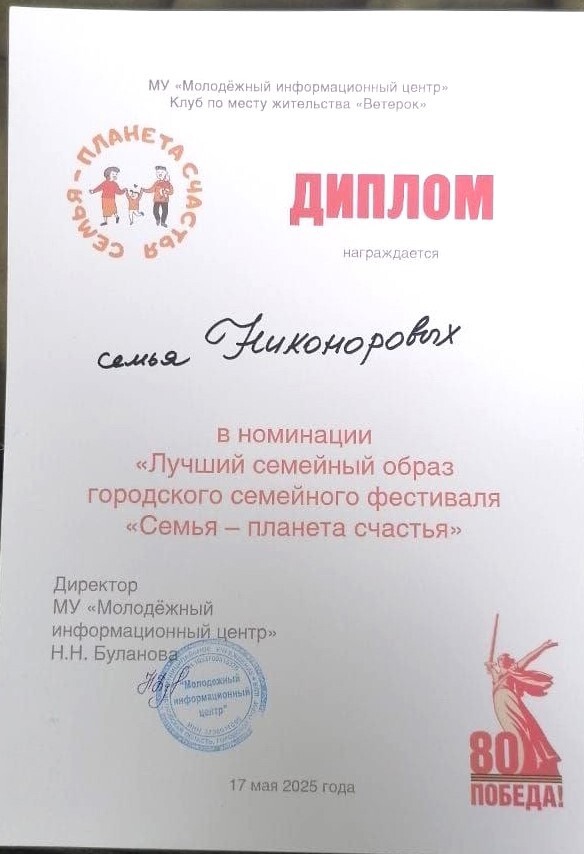 МУ «Молодёжный информационный центр»
Клуб по месту жительства «Ветерок»
СЕМЬЯ – ПЛАНЕТА СЧАСТЬЯ
ДИПЛОМ
награждается
семья Никоноровых
в номинации
«Лучший семейный образ
городского семейного фестиваля
«Семья – планета счастья»
Директор
МУ «Молодёжный
информационный центр»
Н.Н. Буланова
"Молодежный
информационный
центр"
17 мая 2025 года
80
ПОБЕДА!